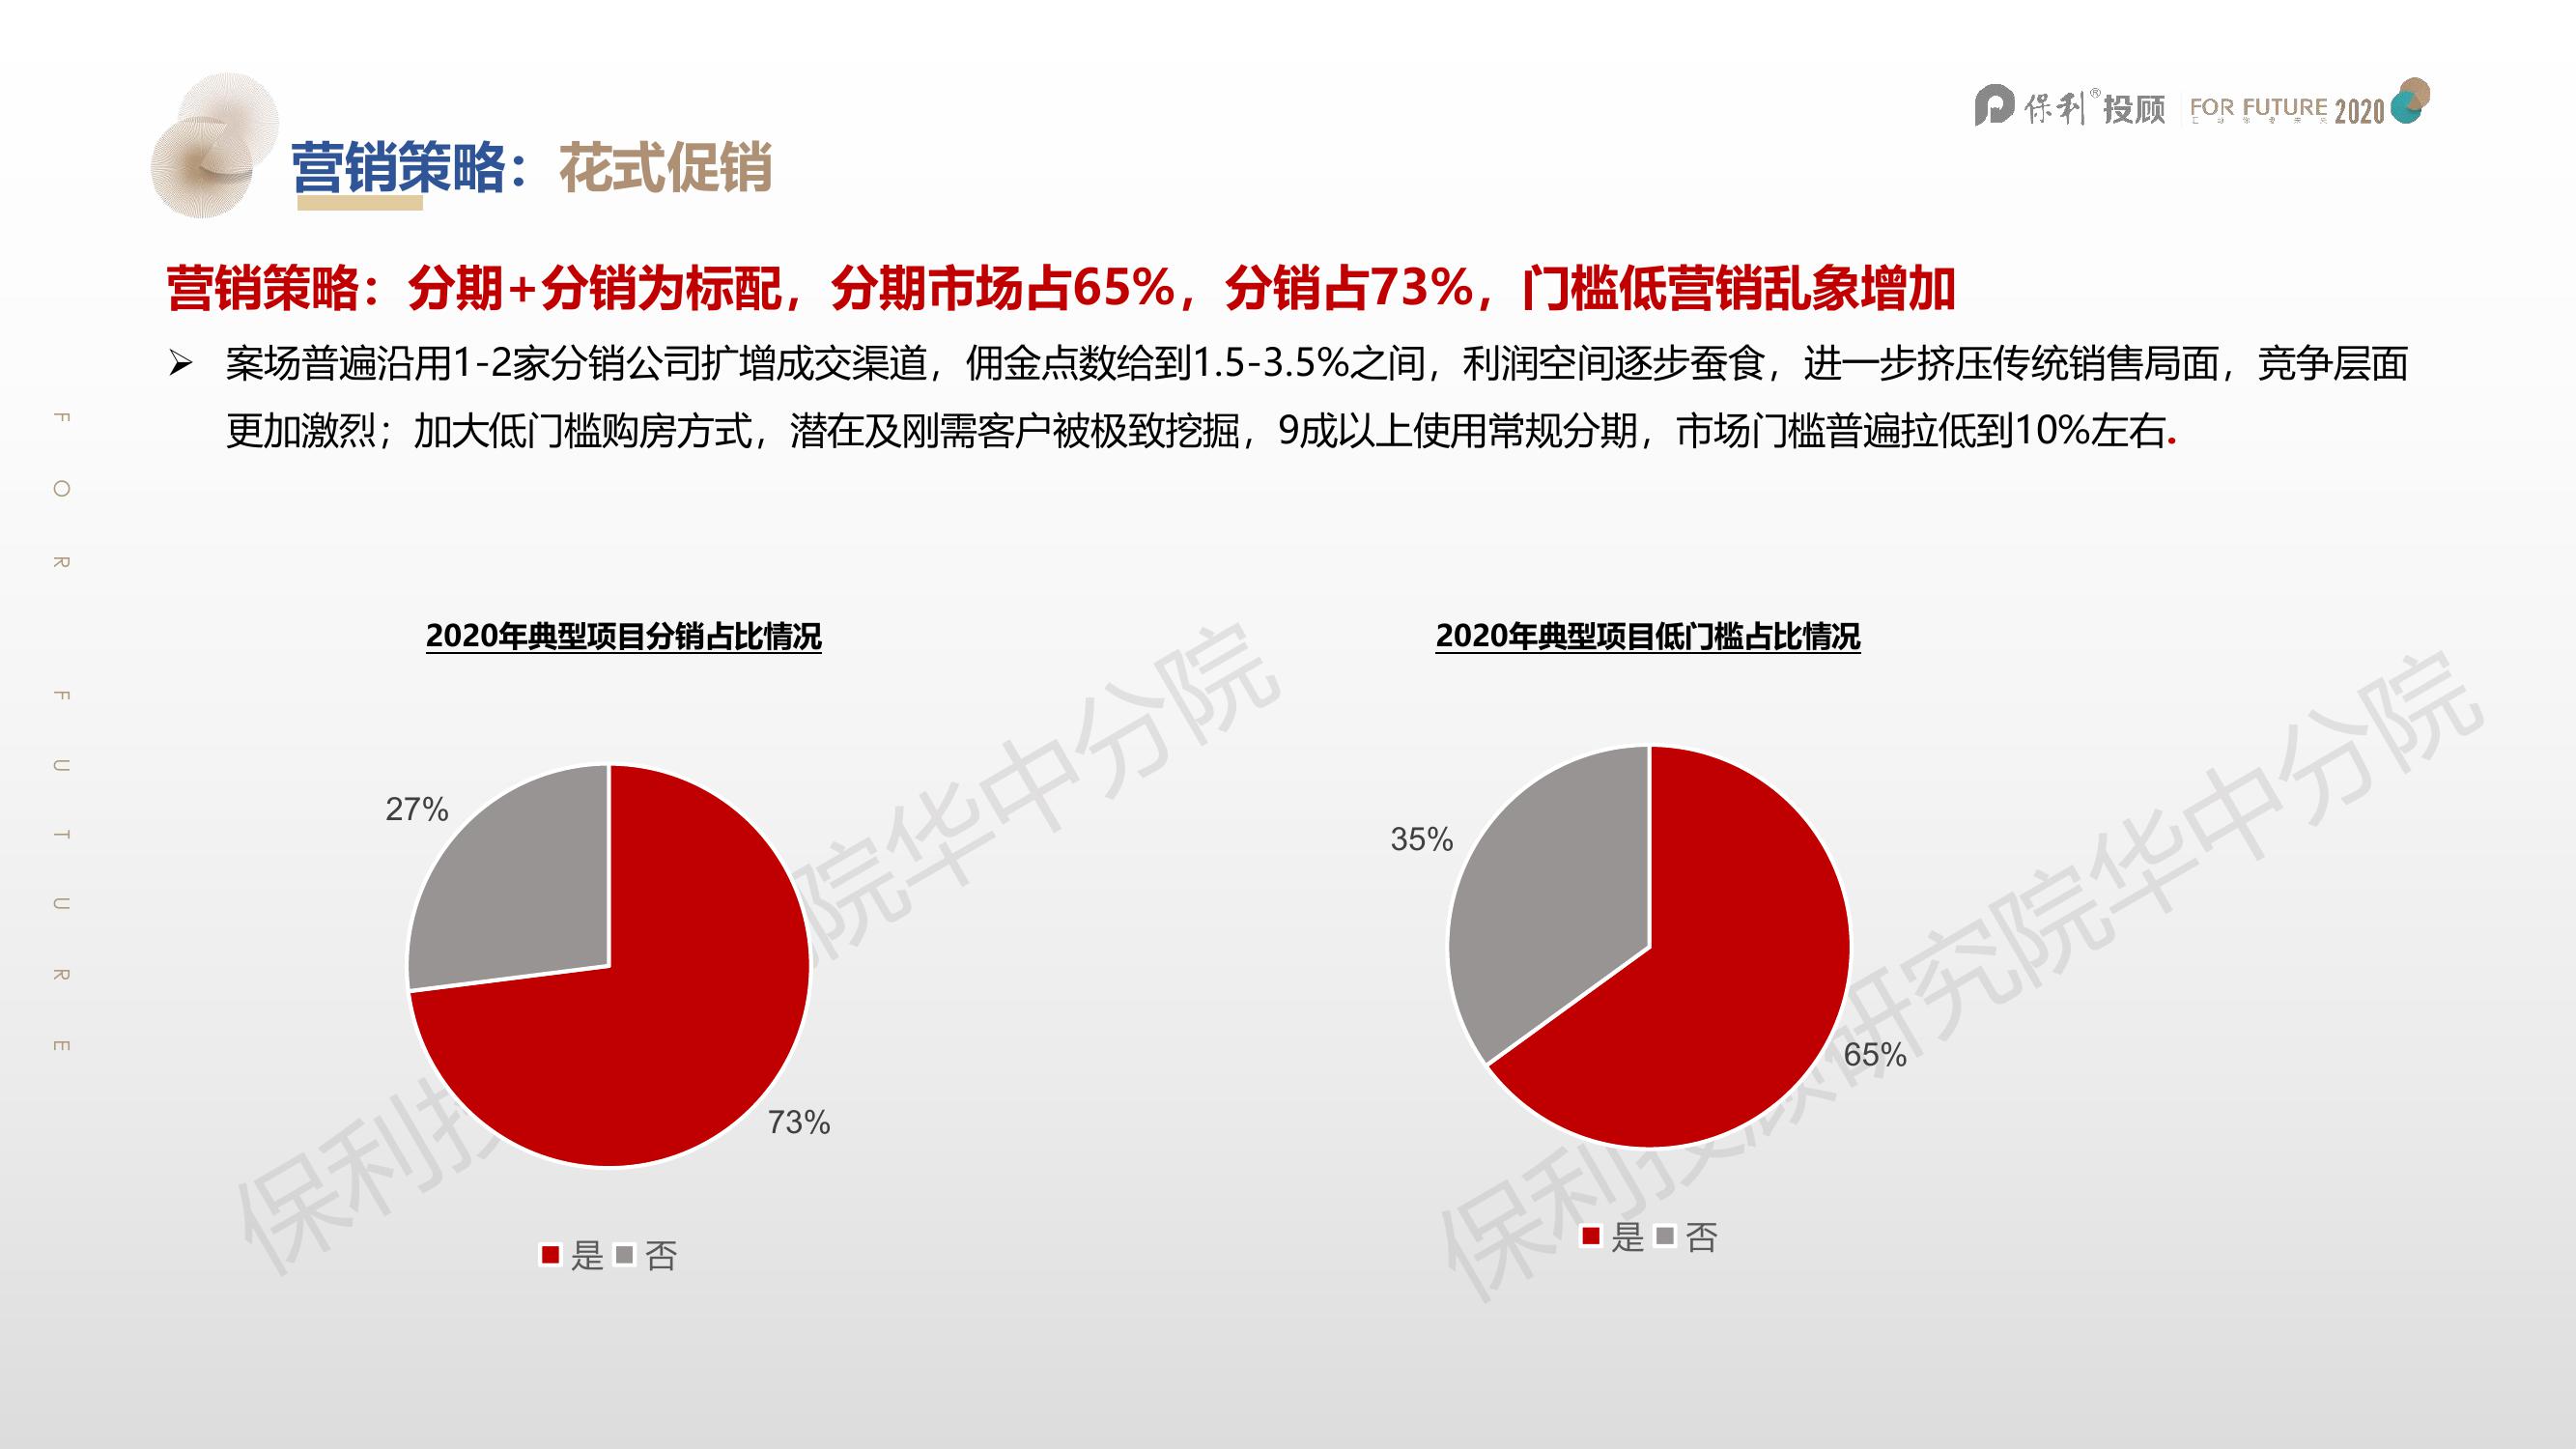 保利®投顾 FOR FUTURE 2020
营销策略：花式促销
营销策略：分期+分销为标配，分期市场占65%，分销占73%，门槛低营销乱象增加
➢ 案场普遍沿用1-2家分销公司扩增成交渠道，佣金点数给到1.5-3.5%之间，利润空间逐步蚕食，进一步挤压传统销售局面，竞争层面
更加激烈；加大低门槛购房方式，潜在及刚需客户被极致挖掘，9成以上使用常规分期，市场门槛普遍拉低到10%左右.
FOR FUTURE
2020年典型项目分销占比情况
27%
73%
是 否
2020年典型项目低门槛占比情况
35%
65%
是 否
保利投 院华中分院
保利投顾研究院华中分院